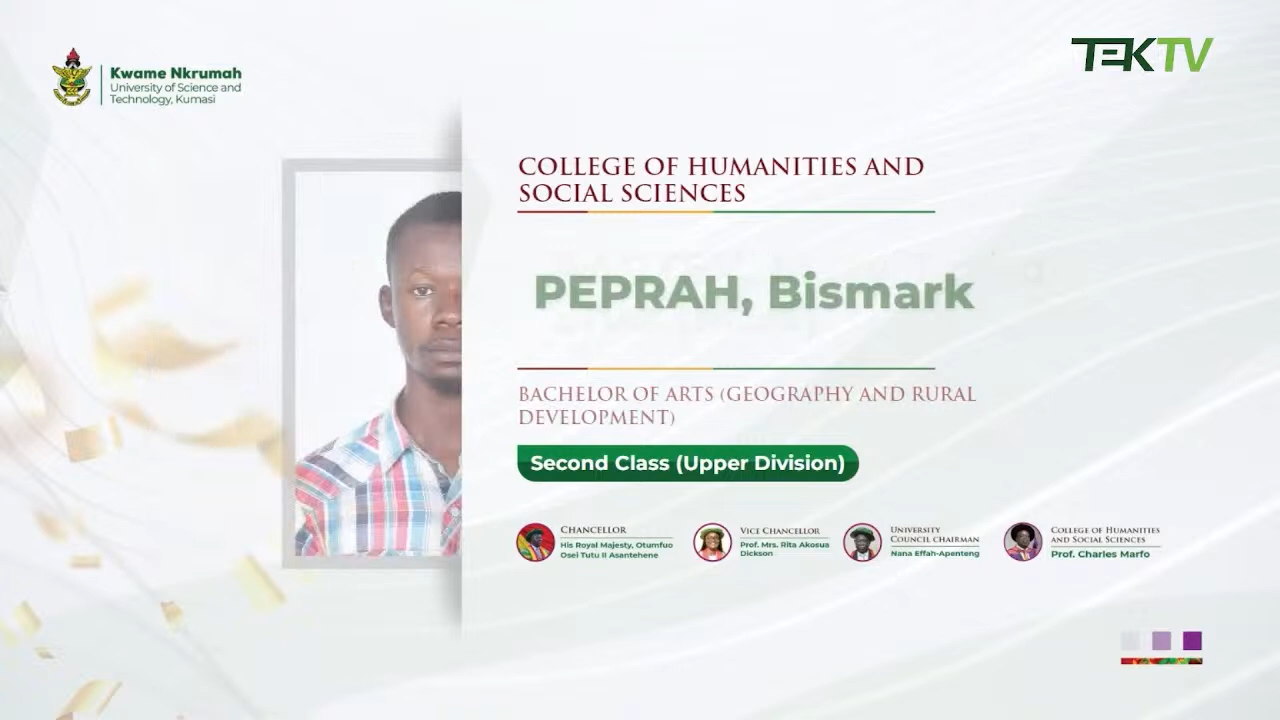 Kwame Nkrumah
University of Science and
Technology, Kumasi
TEKTV
COLLEGE OF HUMANITIES AND
SOCIAL SCIENCES
PEPRAH, Bismark
BACHELOR OF ARTS (GEOGRAPHY AND RURAL
DEVELOPMENT)
Second Class (Upper Division)
CHANCELLOR
His Royal Majesty, Otumfuo
Osei Tutu II Asantehene
VICE CHANCELLOR
Prof. Mrs. Rita Akosua
Dickson
UNIVERSITY
COUNCIL CHAIRMAN
Nana Effah-Apenteng
COLLEGE OF HUMANITIES
AND SOCIAL SCIENCES
Prof. Charles Marfo